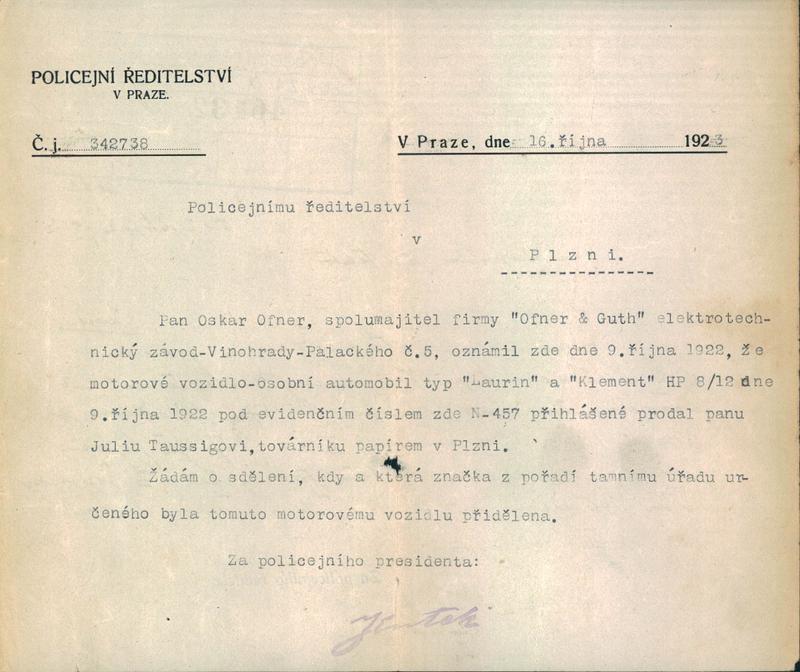 POLICEJNÍ ŘEDITELSTVÍ
V PRAZE.
Č. j. 342738
V Praze, dne 16.října 1923
Policejnímu ředitelství
v
Plzni.
Pan Oskar Ofner, spolumajitel firmy "Ofner & Guth" elektrotech-
nický závod-Vinohrady-Palackého č.5, oznámil zde dne 9.října 1922, že
motorové vozidlo-osobní automobil typ "Laurin" a "Klement" HP 8/12 dne
9.října 1922 pod evidenčním číslem zde N-457 přihlášené prodal panu
Juliu Taussigovi,továrníku papírem v Plzni.
Žádám o sdělení, kdy a která značka z pořadí tamnímu úřadu ur-
čeného byla tomuto motorovému vozidlu přidělena.
Za policejního presidenta: